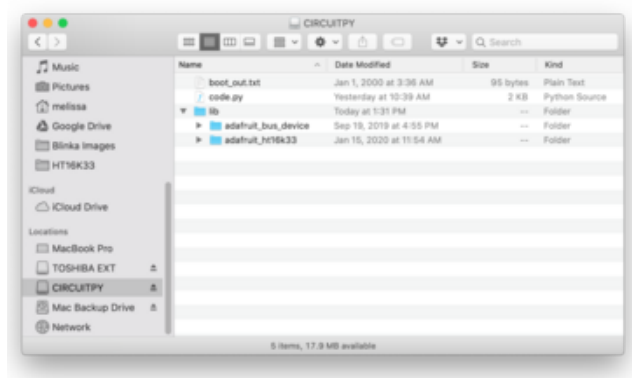 CIRCUITPY
Search
Music
Pictures
melissa
Google Drive
Blinka Images
HT16K33
iCloud
iCloud Drive
Locations
MacBook Pro
TOSHIBA EXT
CIRCUITPY
Mac Backup Drive
Network
Name Date Modified Size Kind
boot_out.txt Jan 1, 2000 at 3:36 AM 95 bytes Plain Text
code.py Yesterday at 10:39 AM 2 KB Python Source
lib Today at 1:31 PM -- Folder
adafruit_bus_device Sep 19, 2019 at 4:55 PM -- Folder
adafruit_ht16k33 Jan 15, 2020 at 11:54 AM -- Folder
5 items, 17.9 MB available